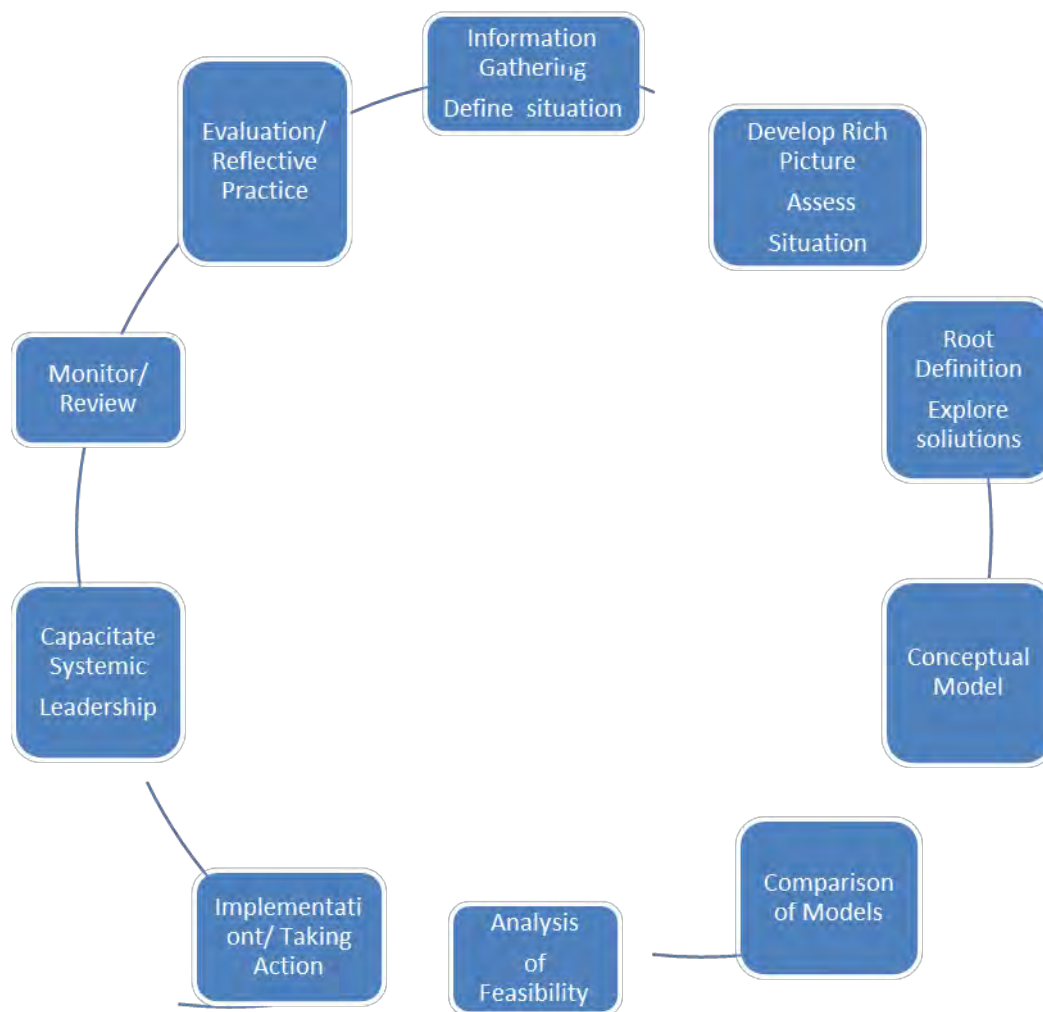 Information
Gathering
Define situation
Develop Rich
Picture
Assess
Situation
Root
Definition
Explore
soliutions
Conceptual
Model
Comparison
of Models
Analysis
of
Feasibility
Implementati
ont/ Taking
Action
Capacitate
Systemic
Leadership
Monitor/
Review
Evaluation/
Reflective
Practice